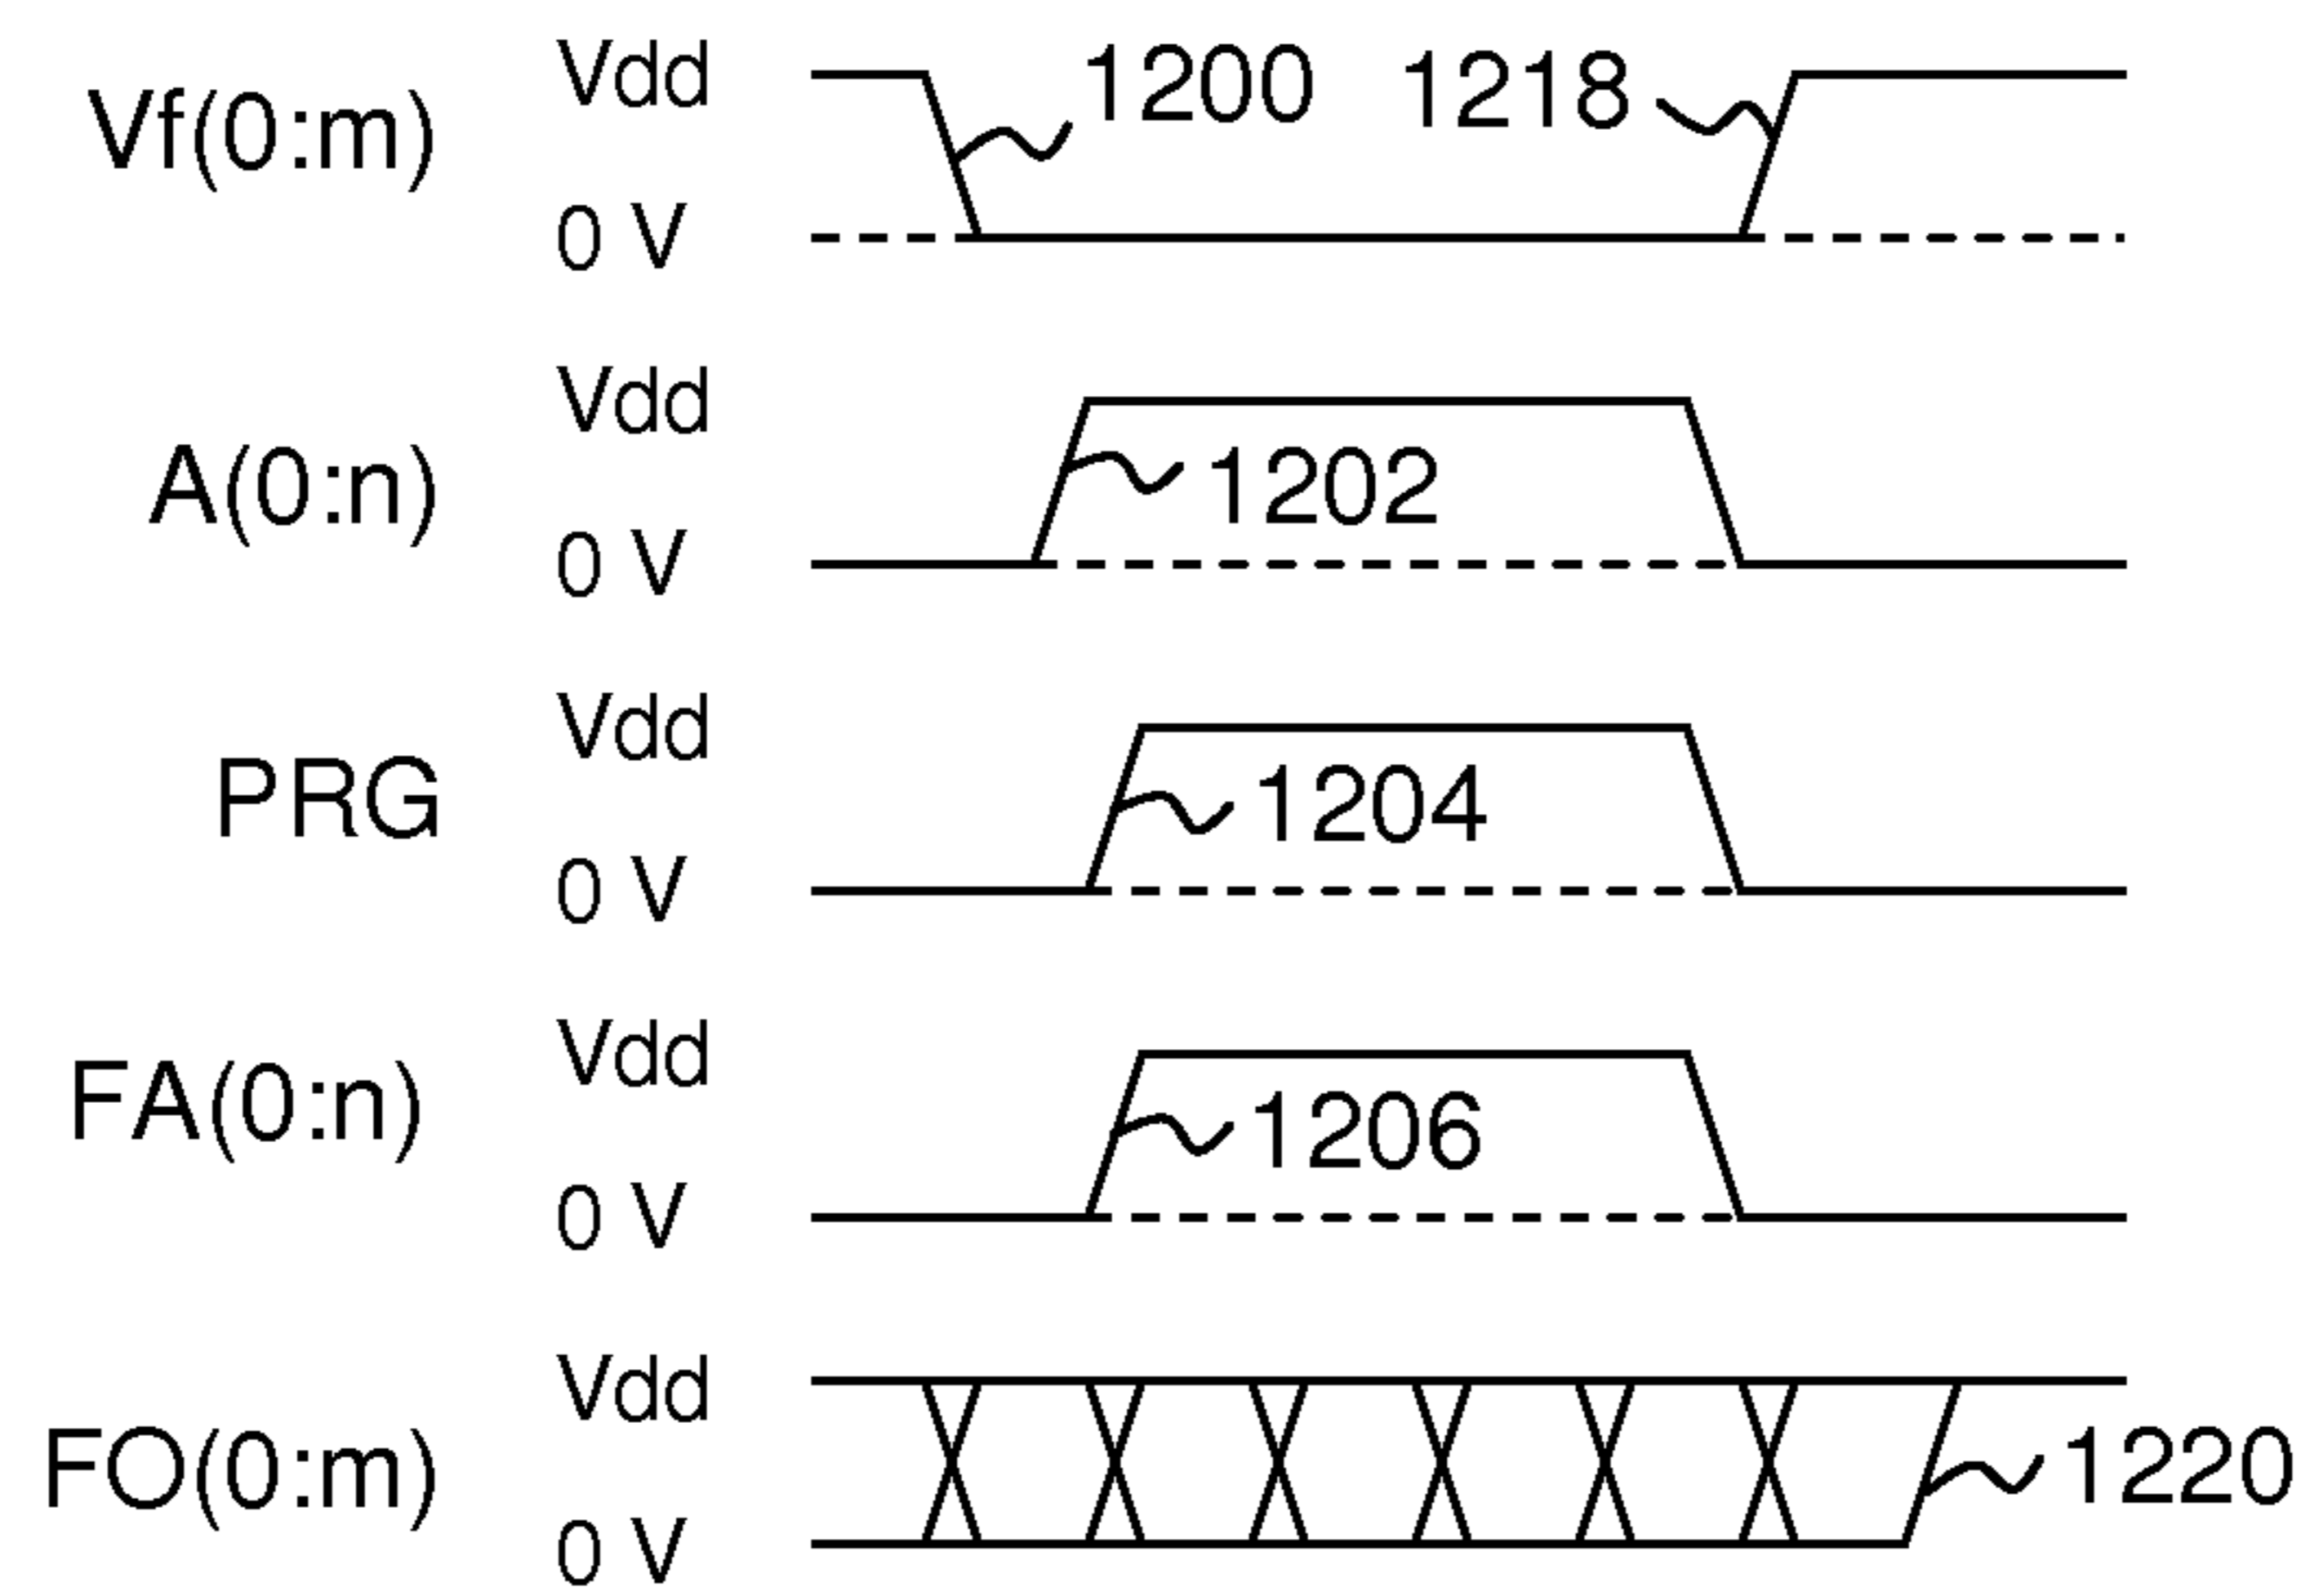 Vf(0:m) Vdd 1200 1218
0 V
A(0:n) Vdd 1202
0 V
PRG Vdd 1204
0 V
FA(0:n) Vdd 1206
0 V
FO(0:m) Vdd 1220
0 V